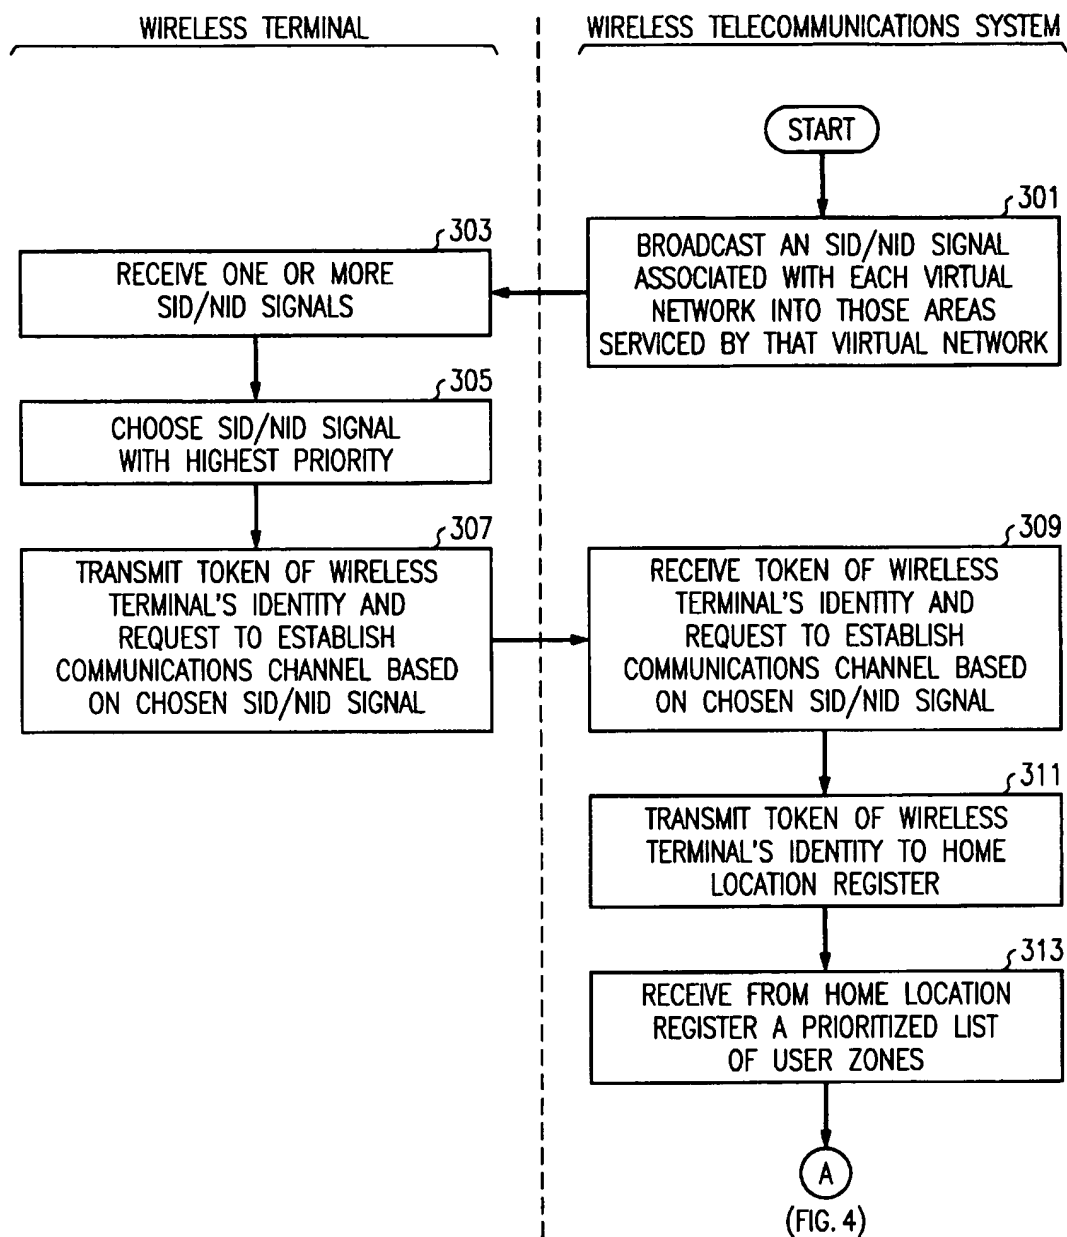 WIRELESS TERMINAL
WIRELESS TELECOMMUNICATIONS SYSTEM
START
301
BROADCAST AN SID/NID SIGNAL
ASSOCIATED WITH EACH VIRTUAL
NETWORK INTO THOSE AREAS
SERVICED BY THAT VIIRTUAL NETWORK
303
RECEIVE ONE OR MORE
SID/NID SIGNALS
305
CHOOSE SID/NID SIGNAL
WITH HIGHEST PRIORITY
307
TRANSMIT TOKEN OF WIRELESS
TERMINAL'S IDENTITY AND
REQUEST TO ESTABLISH
COMMUNICATIONS CHANNEL BASED
ON CHOSEN SID/NID SIGNAL
309
RECEIVE TOKEN OF WIRELESS
TERMINAL'S IDENTITY AND
REQUEST TO ESTABLISH
COMMUNICATIONS CHANNEL BASED
ON CHOSEN SID/NID SIGNAL
311
TRANSMIT TOKEN OF WIRELESS
TERMINAL'S IDENTITY TO HOME
LOCATION REGISTER
313
RECEIVE FROM HOME LOCATION
REGISTER A PRIORITIZED LIST
OF USER ZONES
A
(FIG. 4)